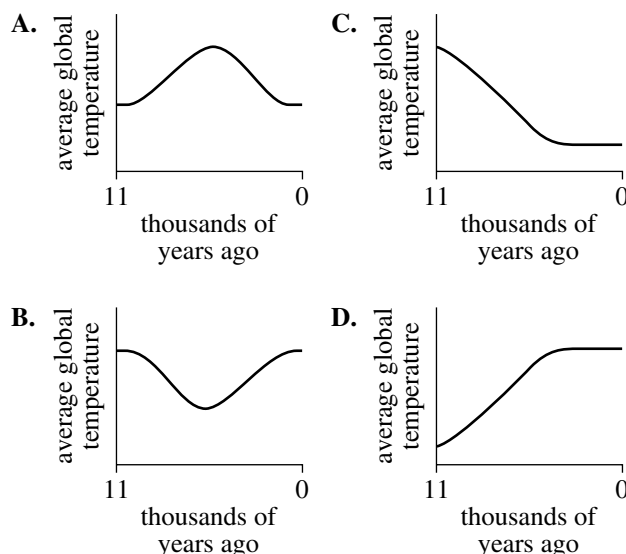 A.
average global
temperature
11 0
thousands of
years ago
B.
average global
temperature
11 0
thousands of
years ago
C.
average global
temperature
11 0
thousands of
years ago
D.
average global
temperature
11 0
thousands of
years ago